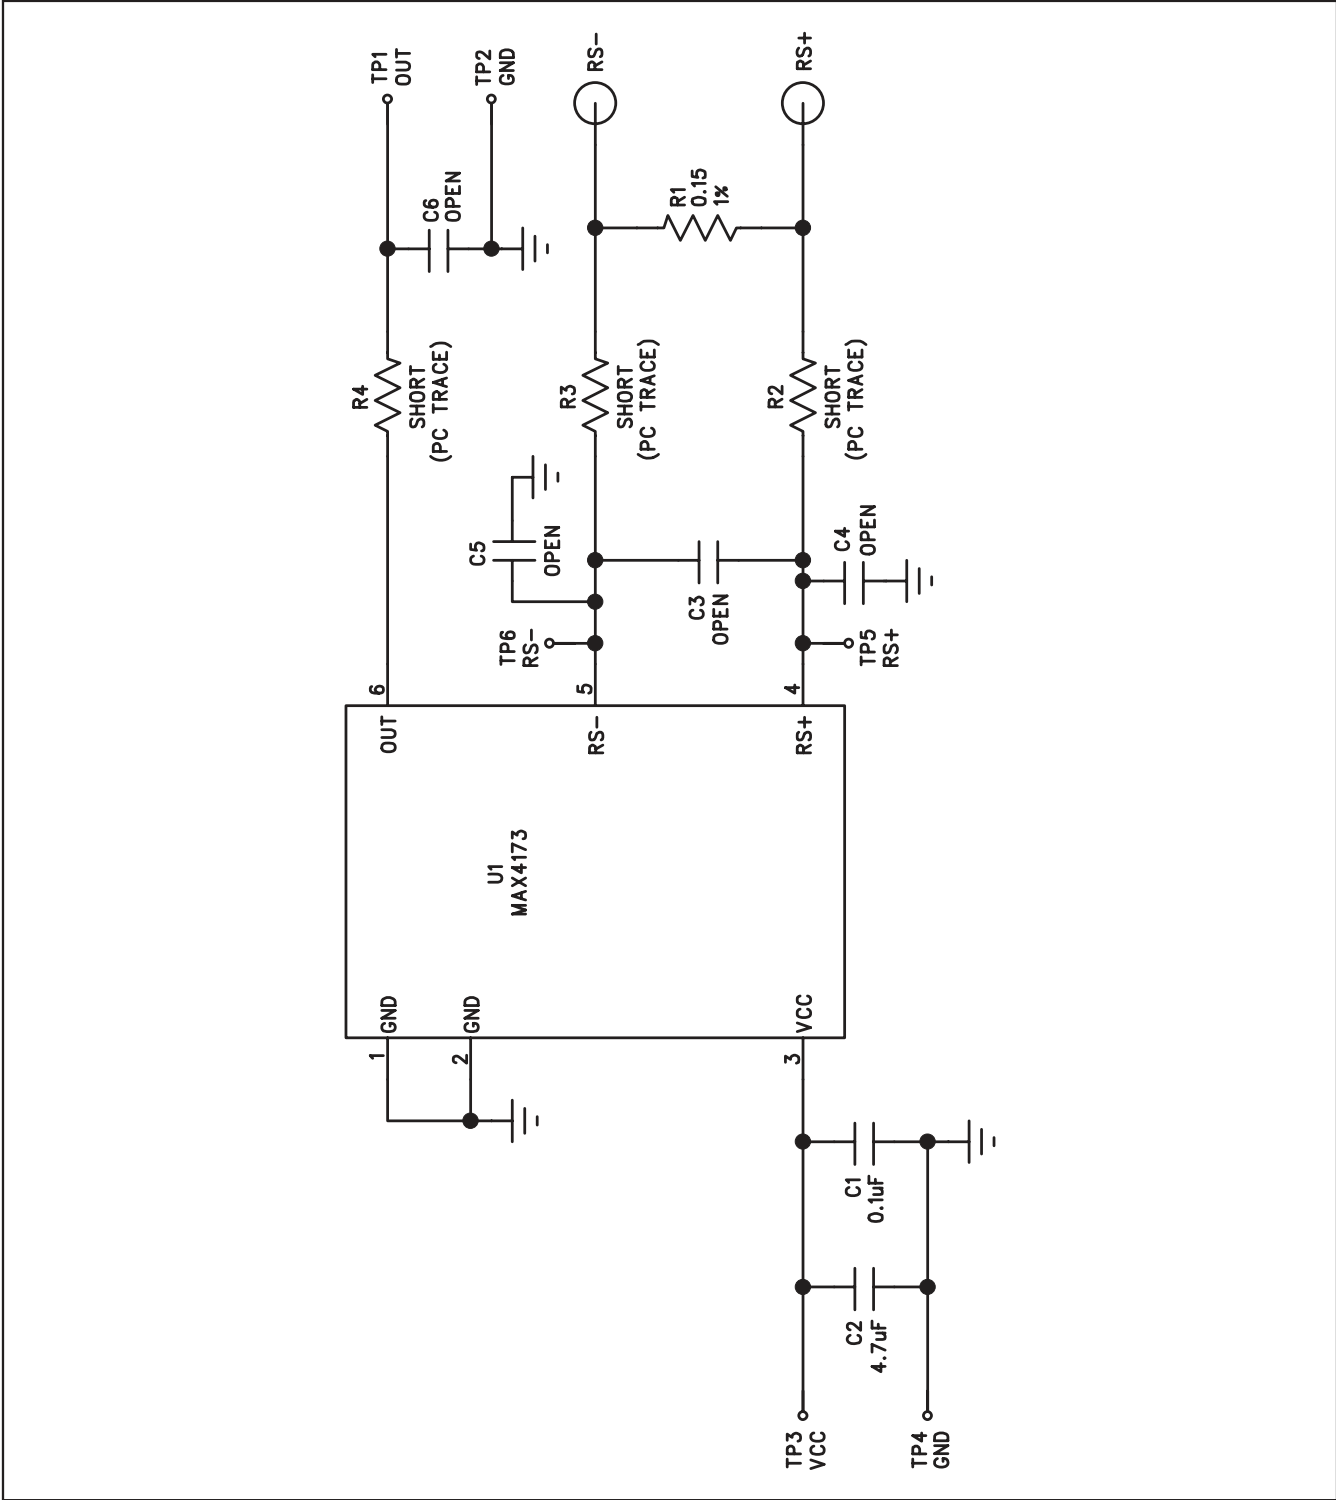 TP1
OUT
TP2
GND
RS-
RS+
C6
OPEN
R1
0.15
1%
R4
SHORT
(PC TRACE)
R3
SHORT
(PC TRACE)
R2
SHORT
(PC TRACE)
C5
OPEN
C3
OPEN
C4
OPEN
TP6
RS-
TP5
RS+
6
5
4
OUT
RS-
RS+
U1
MAX4173
GND
GND
VCC
1
2
3
C1
0.1uF
C2
4.7uF
TP3
VCC
TP4
GND